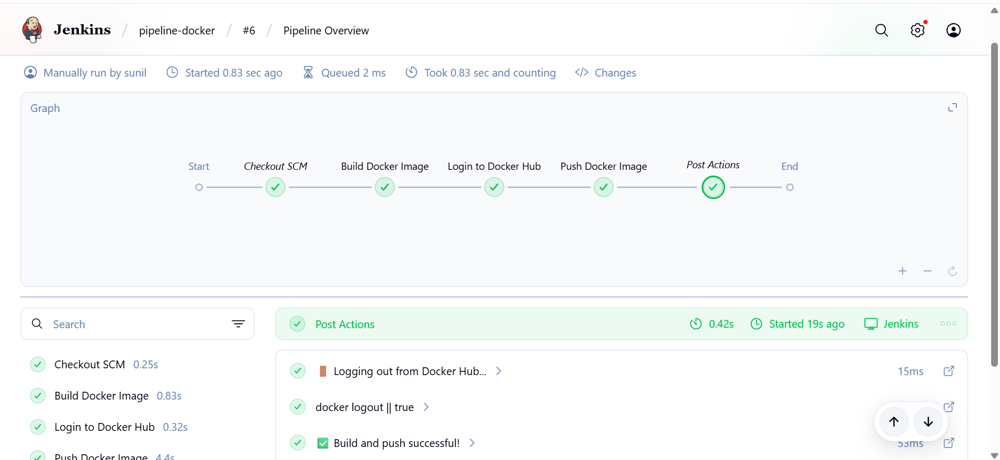 Jenkins / pipeline-docker / #6 / Pipeline Overview
Manually run by sunil Started 0.83 sec ago Queued 2 ms Took 0.83 sec and counting </> Changes
Graph
Start Checkout SCM Build Docker Image Login to Docker Hub Push Docker Image Post Actions End
Search
Post Actions 0.42s Started 19s ago Jenkins
Checkout SCM 0.25s
Build Docker Image 0.83s
Login to Docker Hub 0.32s
Push Docker Image 4.4s
🚪 Logging out from Docker Hub... 15ms
docker logout || true
✅ Build and push successful! 53ms